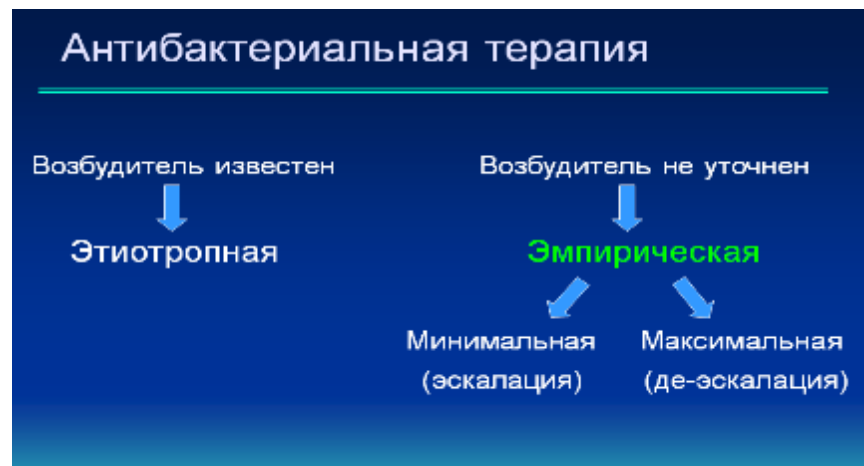 Антибактериальная терапия
Возбудитель известен
Этиотропная
Возбудитель не уточнен
Эмпирическая
Минимальная
(эскалация)
Максимальная
(де-эскалация)